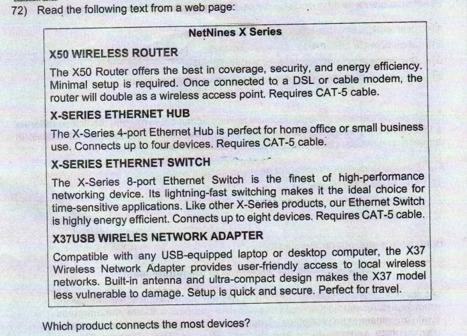 72) Read the following text from a web page:
NetNines X Series
X50 WIRELESS ROUTER
The X50 Router offers the best in coverage, security, and energy efficiency.
Minimal setup is required. Once connected to a DSL or cable modem, the
router will double as a wireless access point. Requires CAT-5 cable.
X-SERIES ETHERNET HUB
The X-Series 4-port Ethernet Hub is perfect for home office or small business
use. Connects up to four devices. Requires CAT-5 cable.
X-SERIES ETHERNET SWITCH
The X-Series 8-port Ethernet Switch is the finest of high-performance
networking device. Its lightning-fast switching makes it the ideal choice for
time-sensitive applications. Like other X-Series products, our Ethernet Switch
is highly energy efficient. Connects up to eight devices. Requires CAT-5 cable.
X37USB WIRELES NETWORK ADAPTER
Compatible with any USB-equipped laptop or desktop computer, the X37
Wireless Network Adapter provides user-friendly access to local wireless
networks. Built-in antenna and ultra-compact design makes the X37 model
less vulnerable to damage. Setup is quick and secure. Perfect for travel.
Which product connects the most devices?